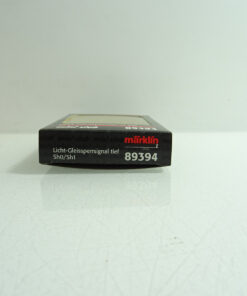 märklin
Licht-Gleissperrsignal tief
Sh0/Sh1
89394